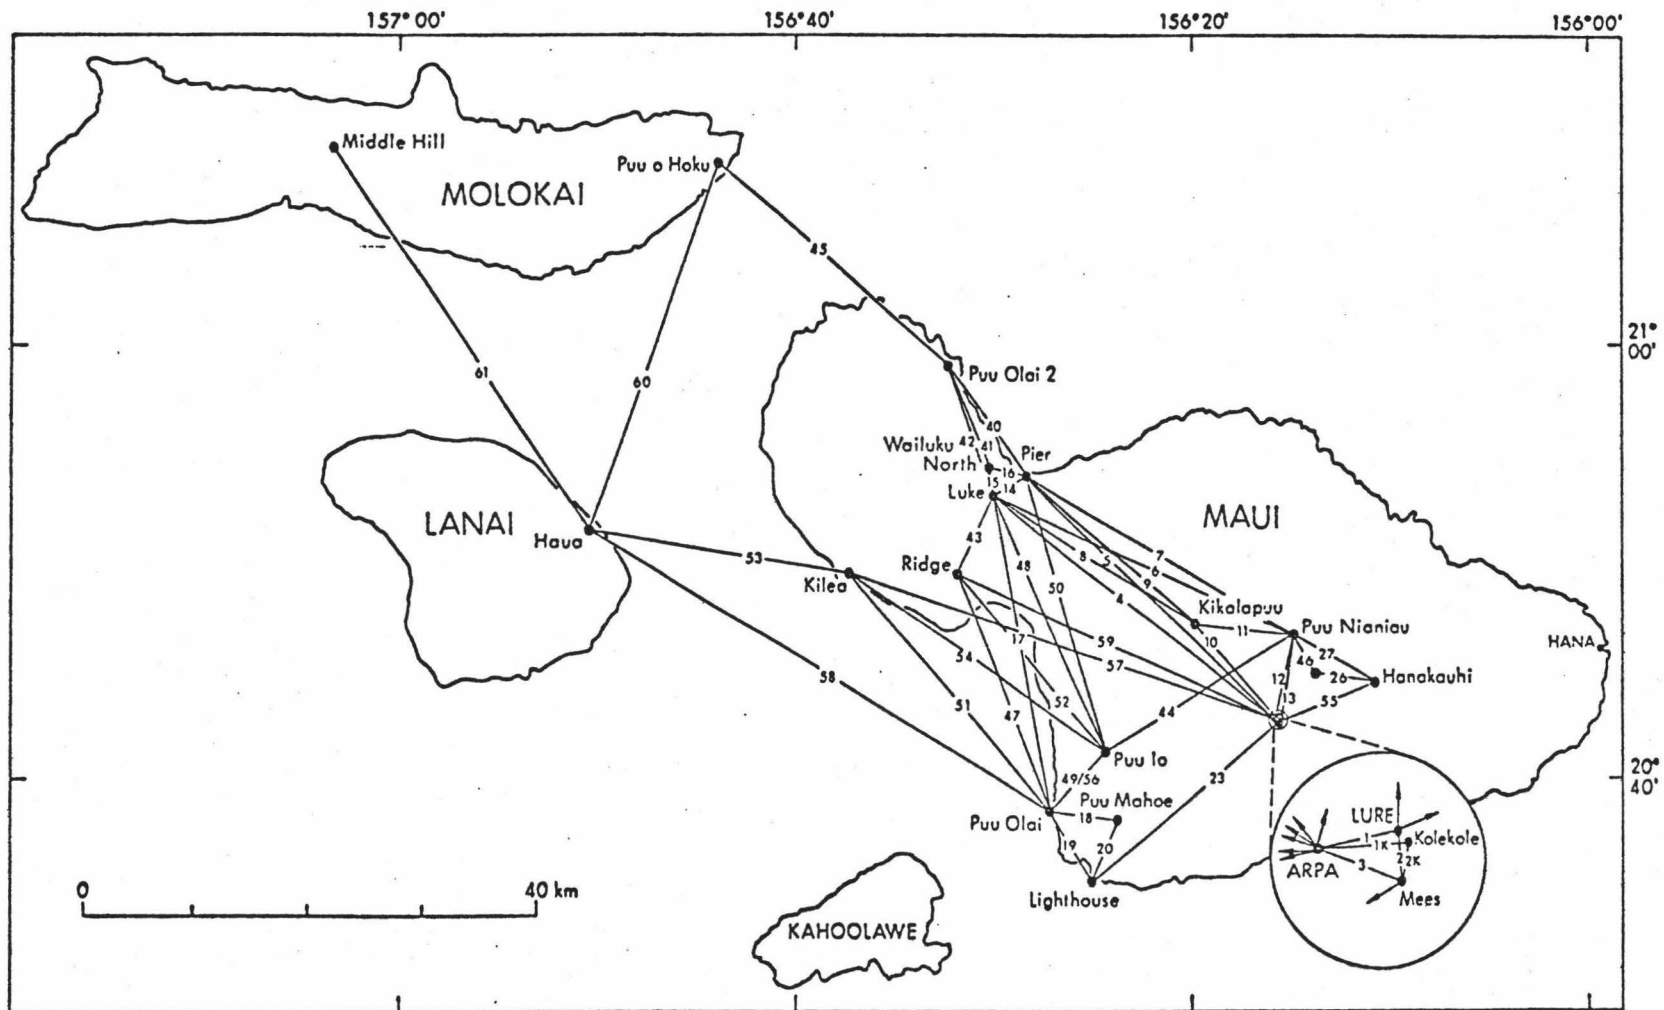 157° 00'
156°40'
156°20'
156°00'
Middle Hill
Puu o Hoku
MOLOKAI
45
21°
00'
61
60
Puu Olai 2
40
Wailuku
42
41
North
16
Pier
15
14
Luke
LANAI
MAUI
Haua
43
53
Ridge
48
8
5
7
6
9
50
4
Kilea
Kikalapuu
10
11
Puu Nianiau
HANA
17
59
57
54
46
27
26
Hanakauhi
12
13
55
58
51
47
52
44
Puu Io
23
20°
40'
49/56
Puu Mahoe
18
Puu Olai
19
20
LURE
1
1K
Kolekole
2
2K
ARPA
3
Mees
0
40 km
Lighthouse
KAHOOLAWE